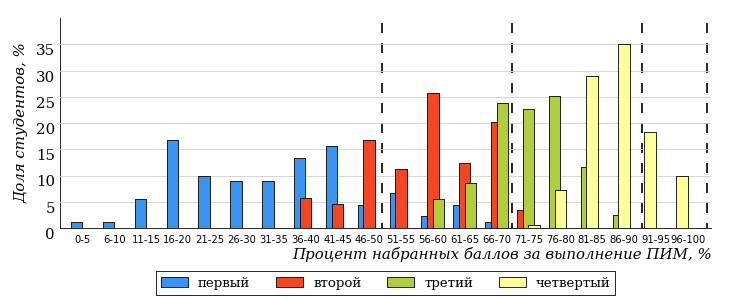 Доля студентов, %
35
30
25
20
15
10
5
0
0-5 6-10 11-15 16-20 21-25 26-30 31-35 36-40 41-45 46-50 51-55 56-60 61-65 66-70 71-75 76-80 81-85 86-90 91-95 96-100
Процент набранных баллов за выполнение ПИМ, %
первый второй третий четвертый